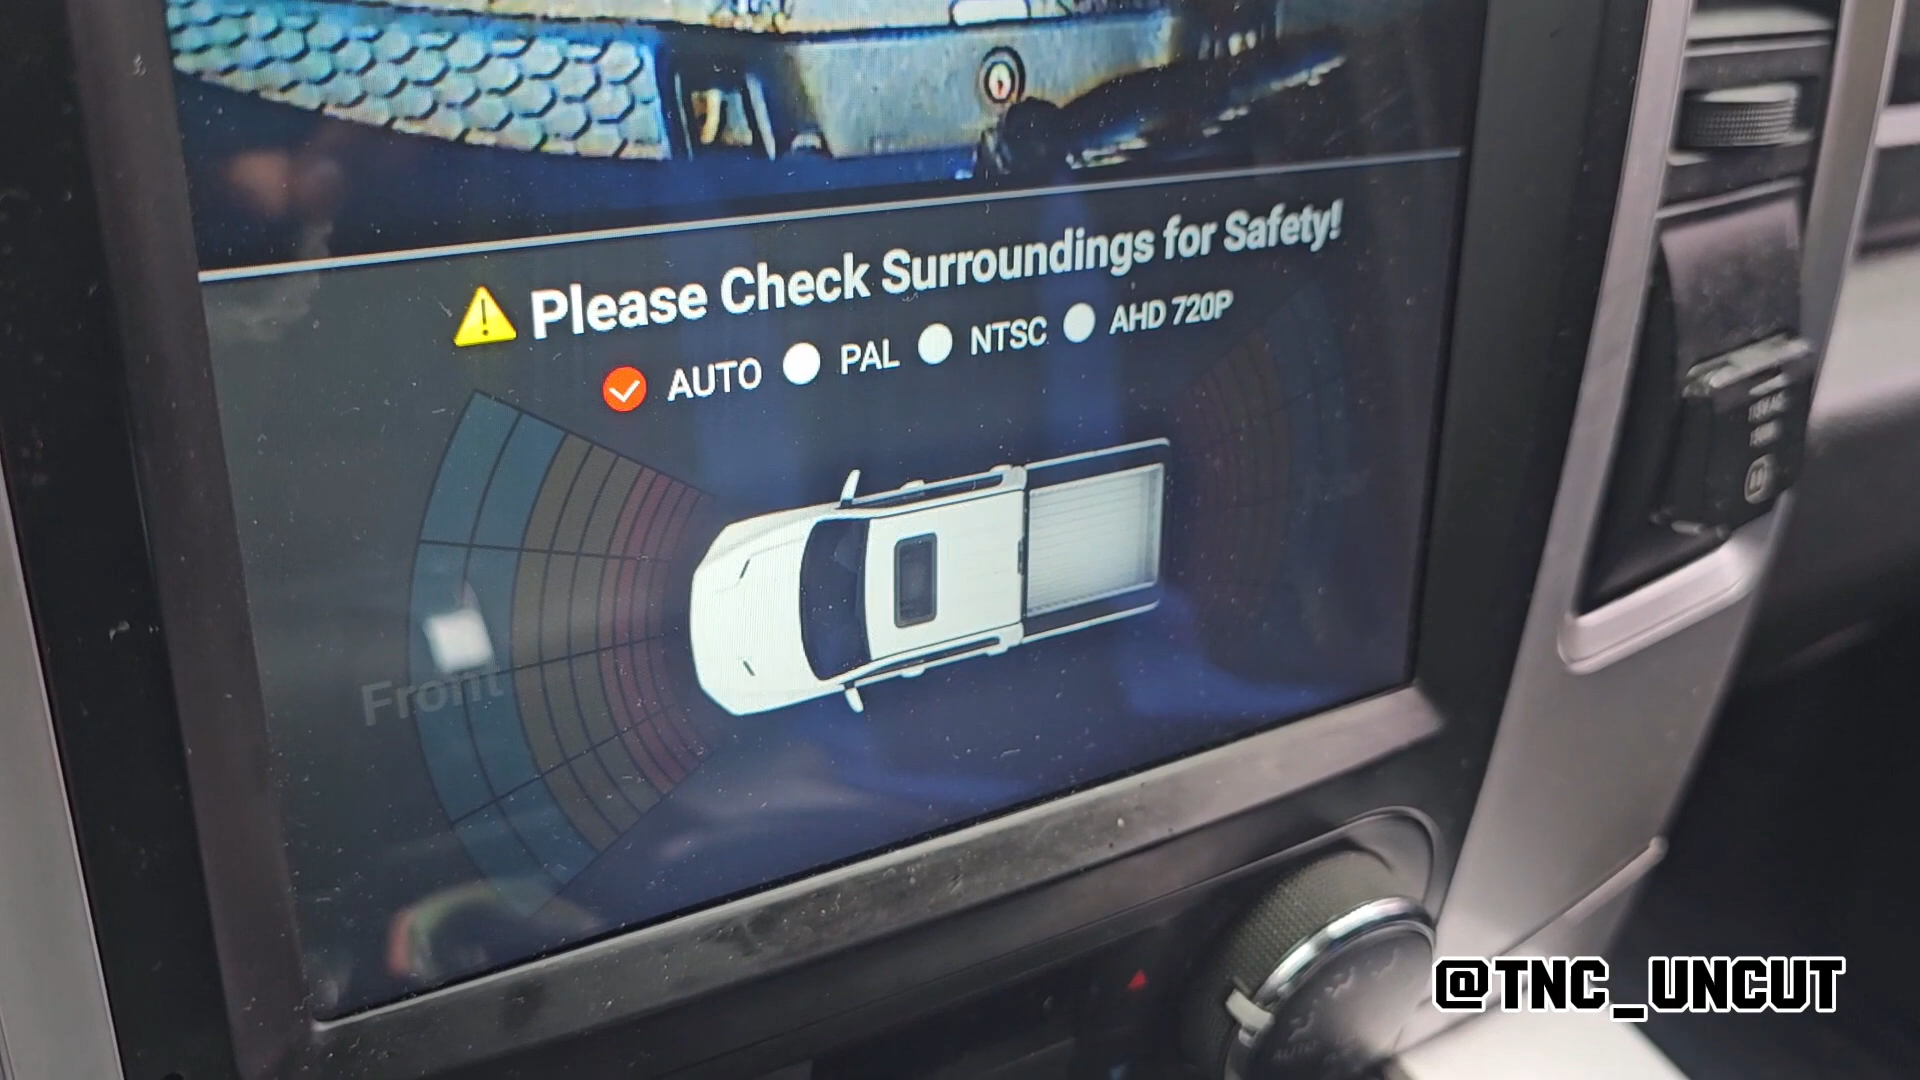 Please Check Surroundings for Safety!
AUTO PAL NTSC AHD 720P
Front
@TNC_UNCUT